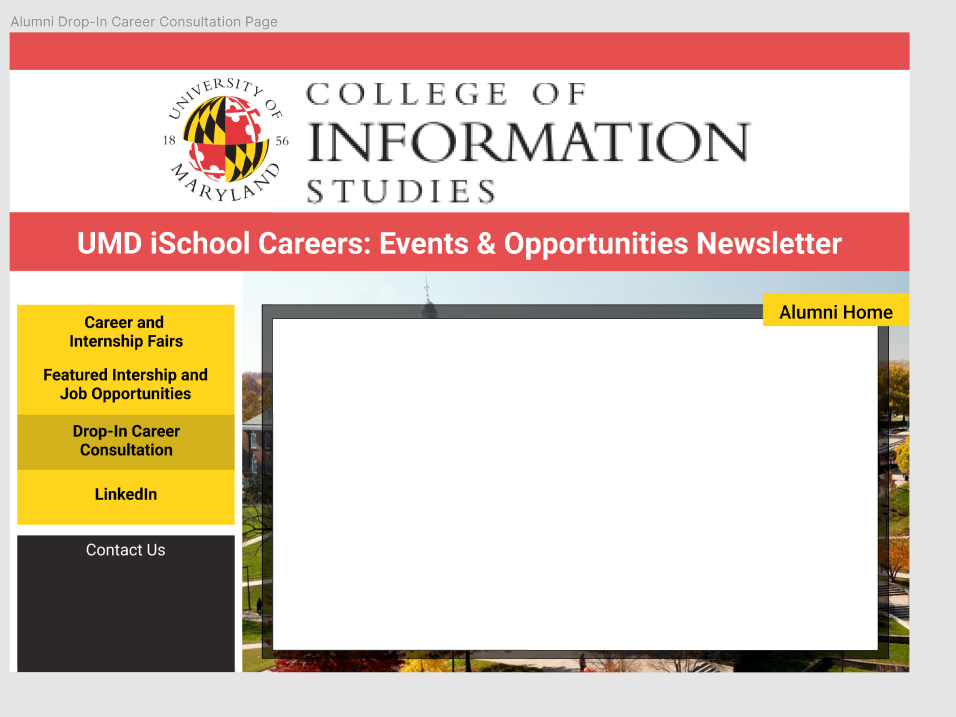 Alumni Drop-In Career Consultation Page
UNIVERSITY OF
18 56
MARYLAND
COLLEGE OF
INFORMATION
STUDIES
UMD iSchool Careers: Events & Opportunities Newsletter
Alumni Home
Career and
Internship Fairs
Featured Intership and
Job Opportunities
Drop-In Career
Consultation
LinkedIn
Contact Us